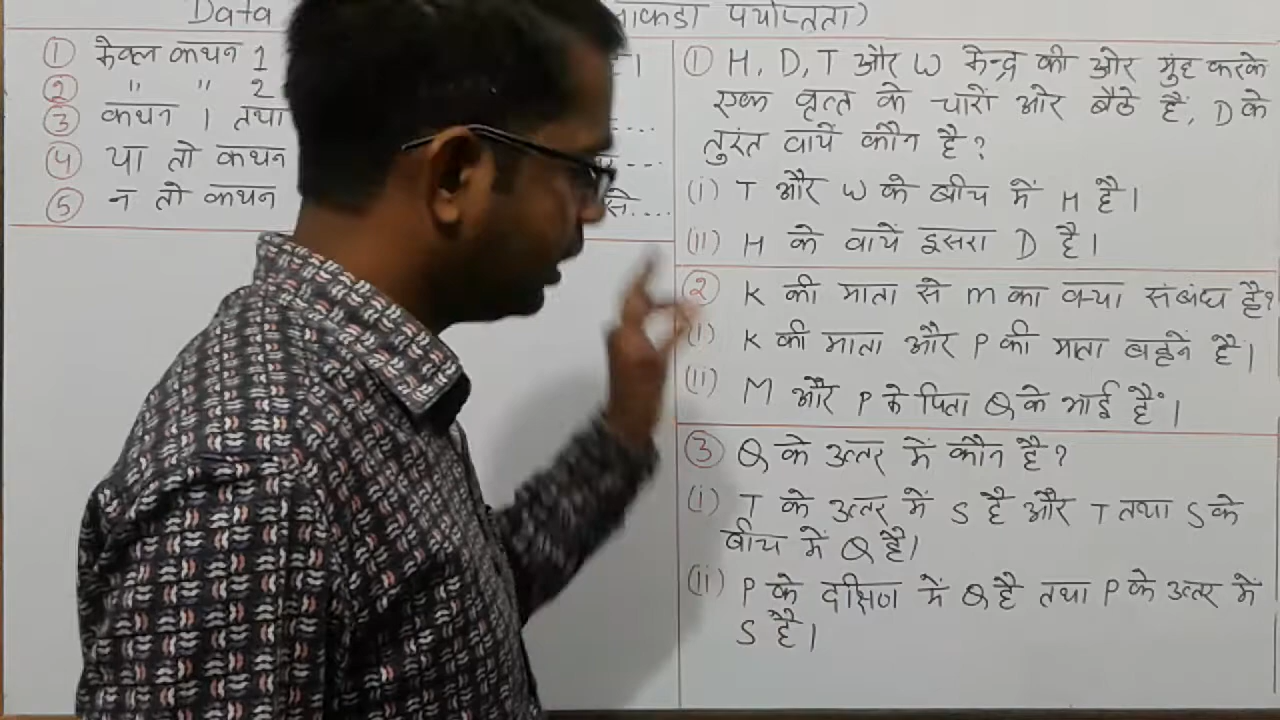 Data
पर्याप्तता)
① केवल कथन 1
② " " 2
③ कथन 1 तथा
④ या तो कथन
⑤ न तो कथन
से....
① H, D, T और W केन्द्र की ओर मुंह करके
एक वृत्त के चारों ओर बैठे हैं, D के
तुरंत बायें कौन है?
(i) T और W के बीच में H है।
(ii) H के बायें दूसरा D है।
② K की माता से M का क्या संबंध है?
(i) K की माता और P की माता बहनें हैं।
(ii) M और P के पिता Q के भाई हैं।
③ Q के उत्तर में कौन है?
(i) T के उत्तर में S है और T तथा S के
बीच में Q है।
(ii) P के दक्षिण में Q है तथा P के उत्तर में
S है।